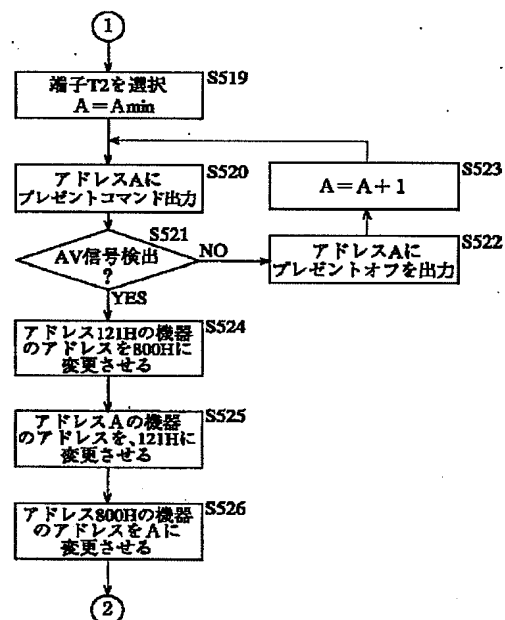 1
端子T2を選択
A=Amin
S519
アドレスAに
プレゼントコマンド出力
S520
A=A+1
S523
S521
AV信号検出
?
NO
YES
アドレスAに
プレゼントオフを出力
S522
アドレス121Hの機器
のアドレスを800Hに
変更させる
S524
アドレスAの機器
のアドレスを、121Hに
変更させる
S525
アドレス800Hの機器
のアドレスをAに
変更させる
S526
2